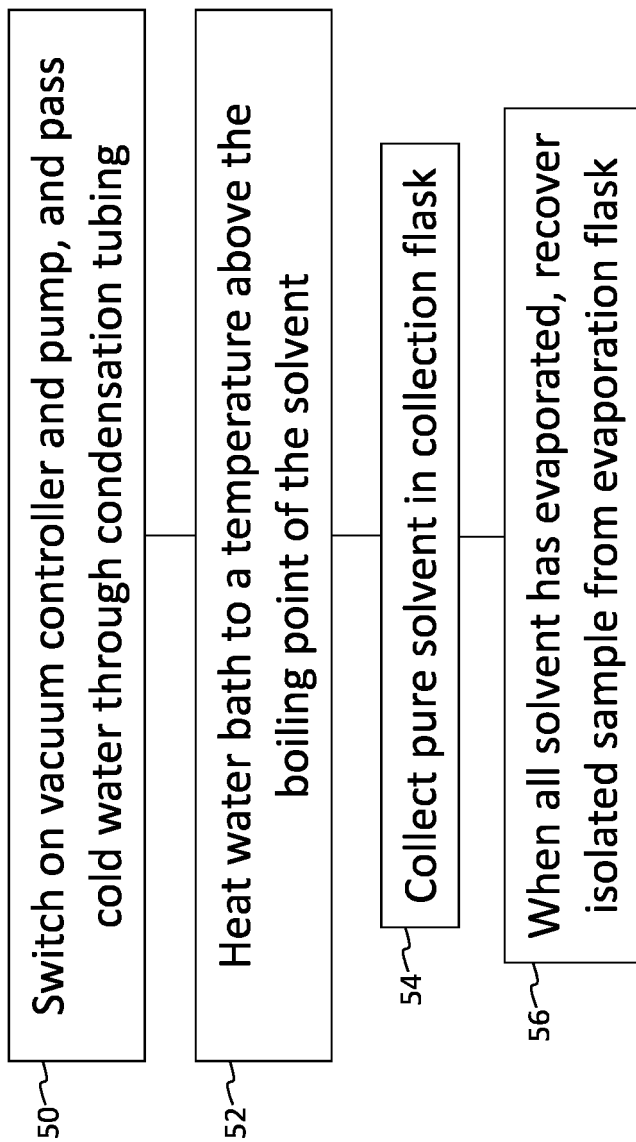 50
Switch on vacuum controller and pump, and pass
cold water through condensation tubing
52
Heat water bath to a temperature above the
boiling point of the solvent
54
Collect pure solvent in collection flask
56
When all solvent has evaporated, recover
isolated sample from evaporation flask